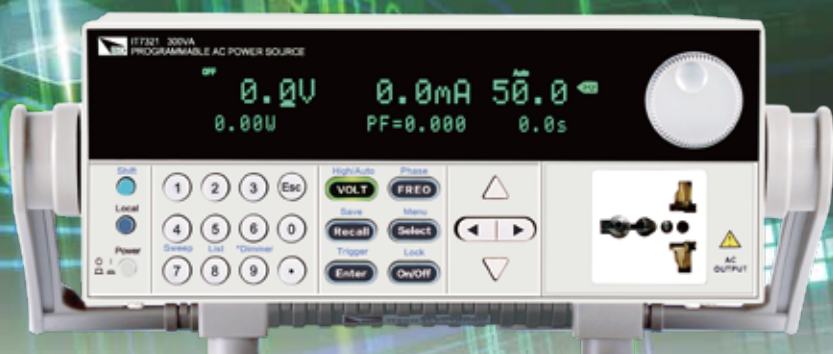 IT7321 300VA
PROGRAMMABLE AC POWER SOURCE
OFF Auto
0.0V 0.0mA 50.0
0.00W PF=0.000 0.0s
Shift High/Auto Phase
1 2 3 Esc VOLT FREQ
Local Save Menu
4 5 6 0 Recall Select
Power Sweep List *Dimmer Trigger Lock
7 8 9 • Enter On/Off
AC
OUTPUT